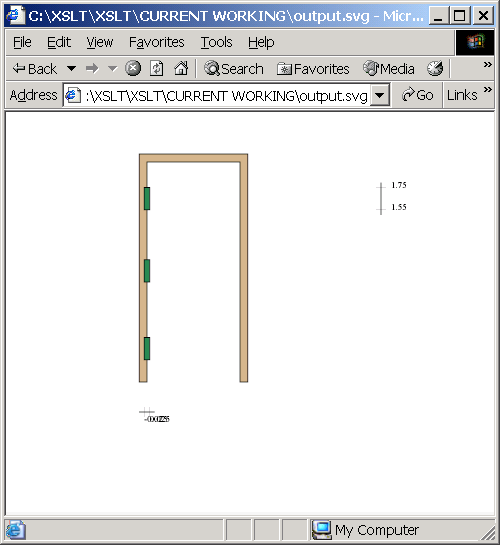 C:\XSLT\XSLT\CURRENT WORKING\output.svg - Micr...
File Edit View Favorites Tools Help
Back Search Favorites Media »
Address :\XSLT\XSLT\CURRENT WORKING\output.svg Go Links »
1.75
1.55
My Computer